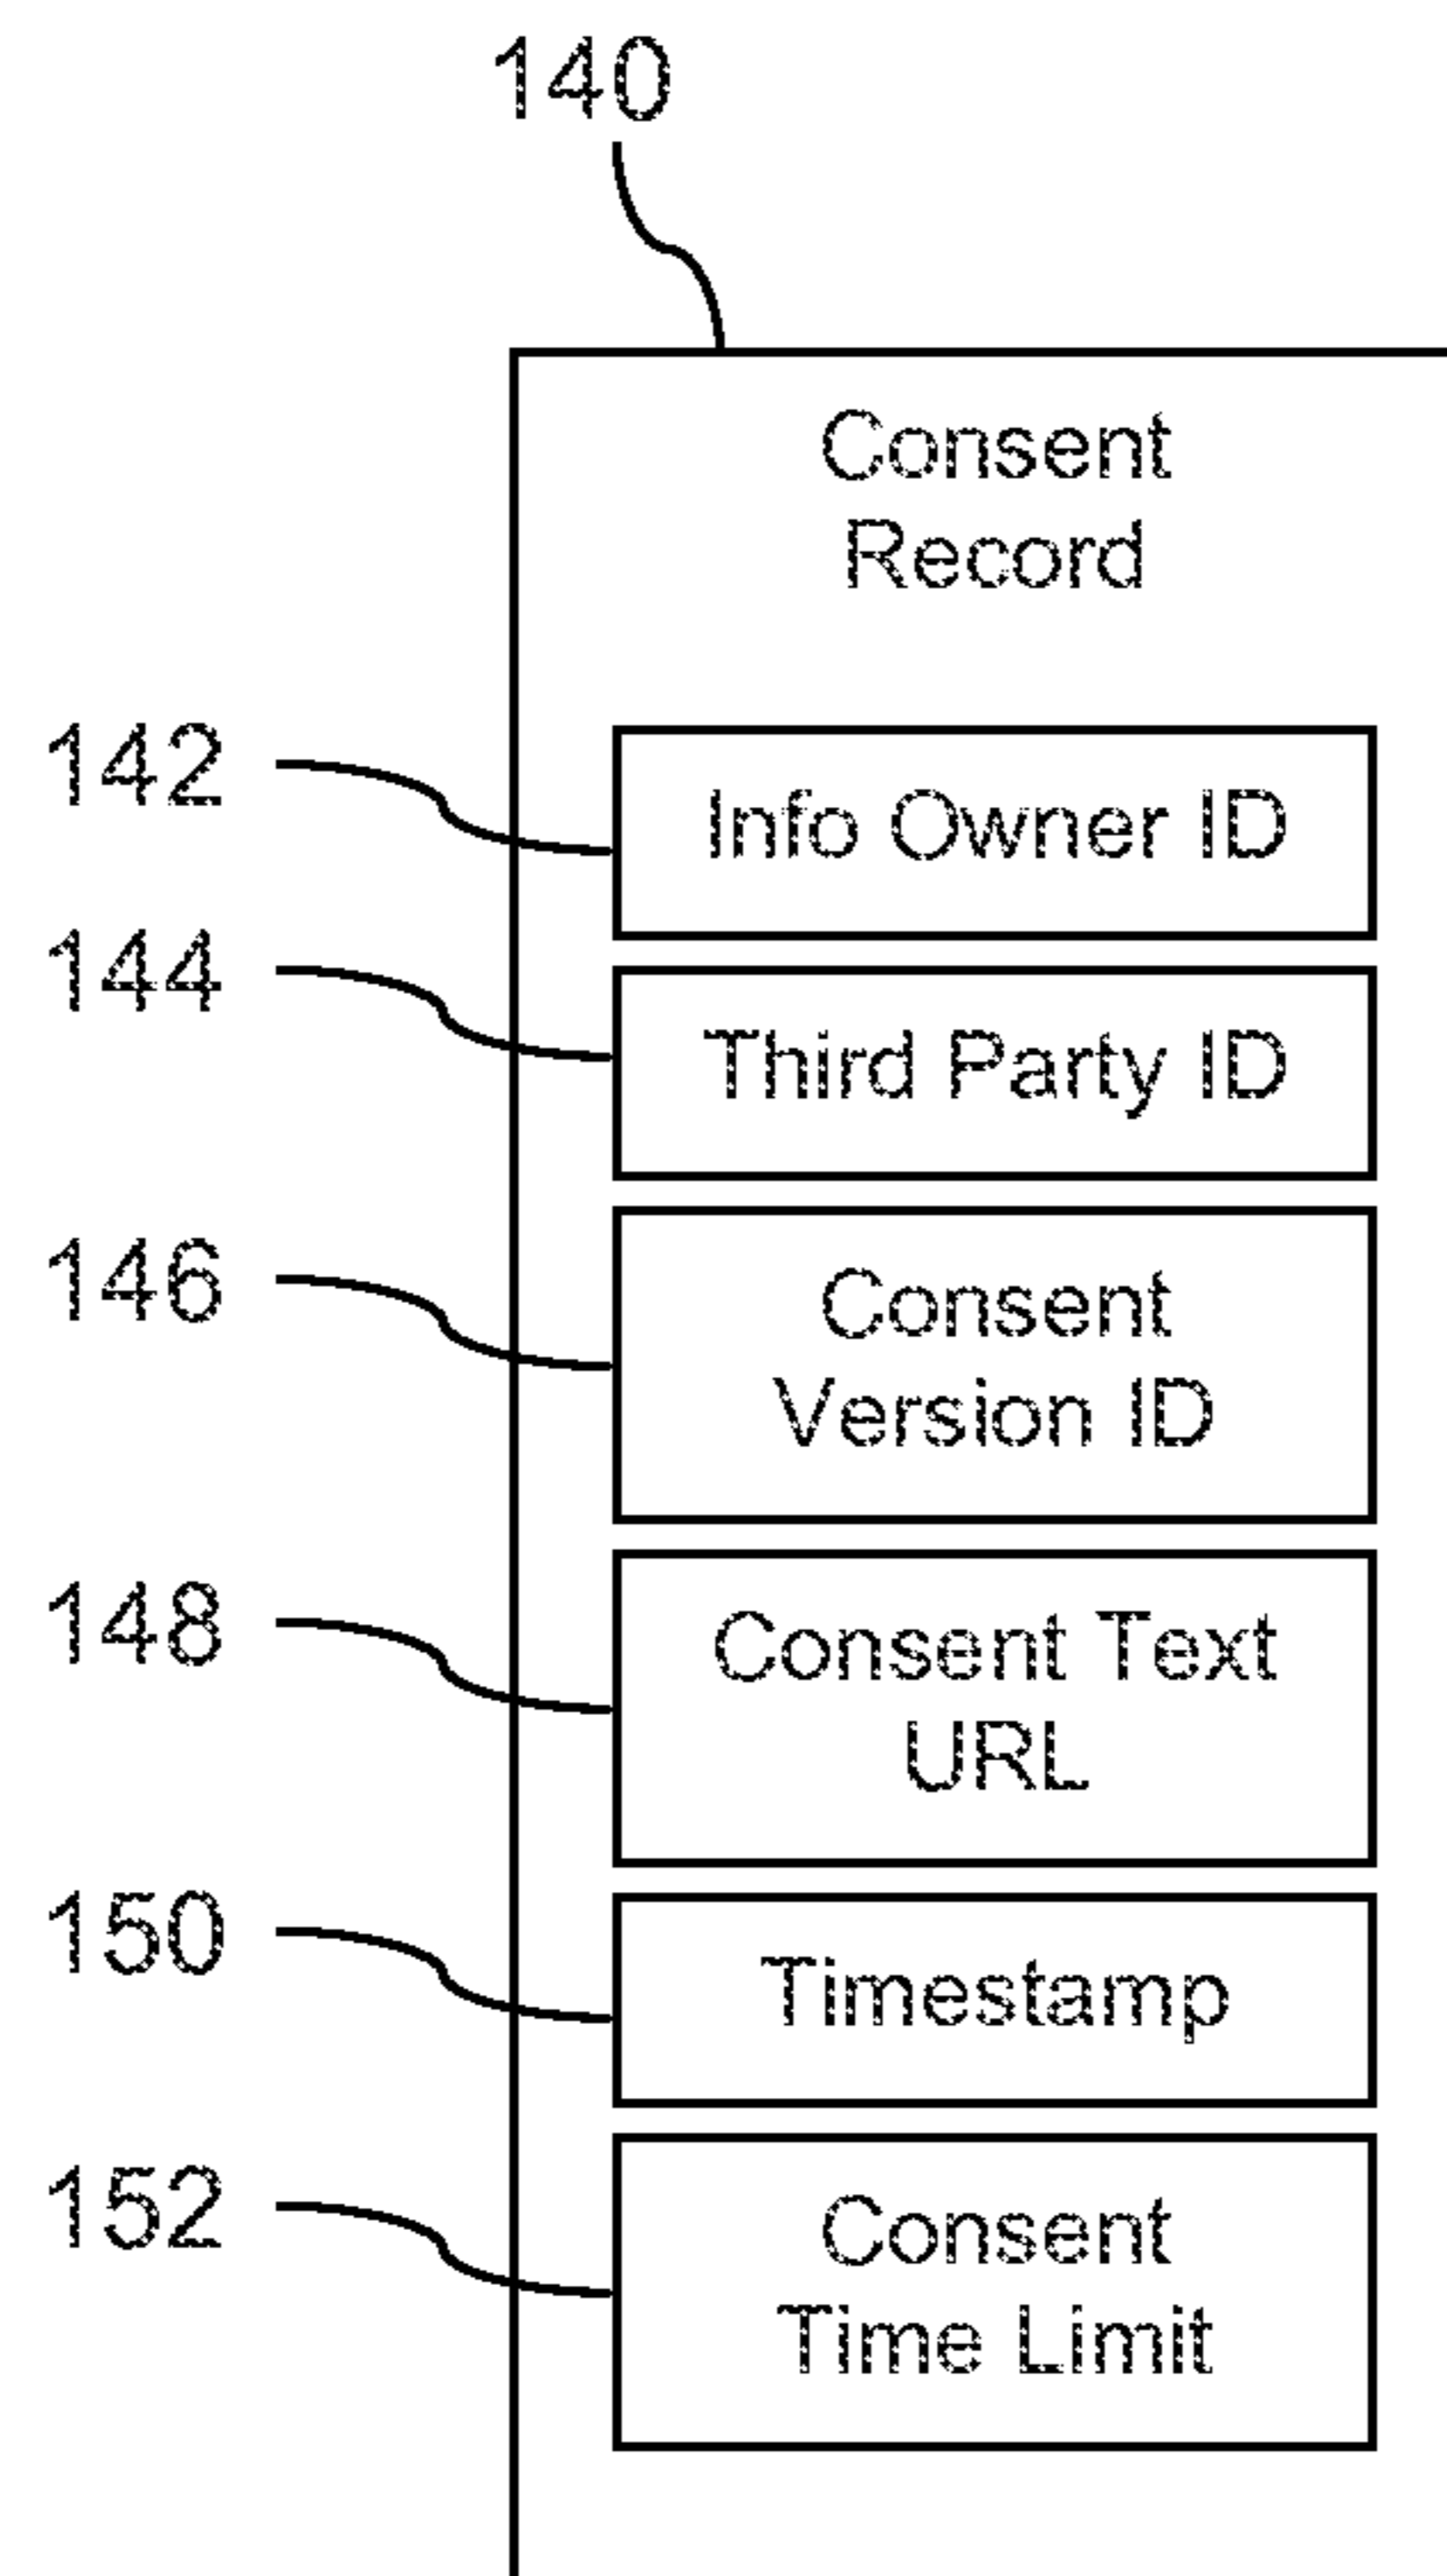 140
Consent
Record
142
Info Owner ID
144
Third Party ID
146
Consent
Version ID
148
Consent Text
URL
150
Timestamp
152
Consent
Time Limit